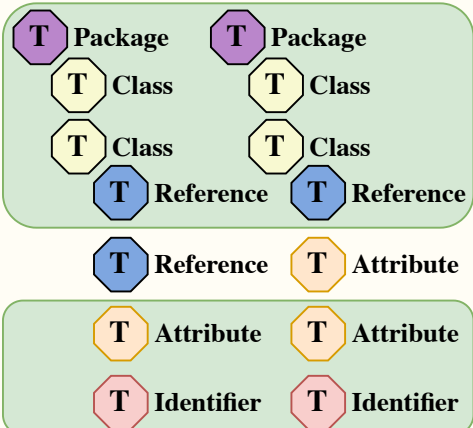 T Package T Package
T Class T Class
T Class T Class
T Reference T Reference
T Reference T Attribute
T Attribute T Attribute
T Identifier T Identifier